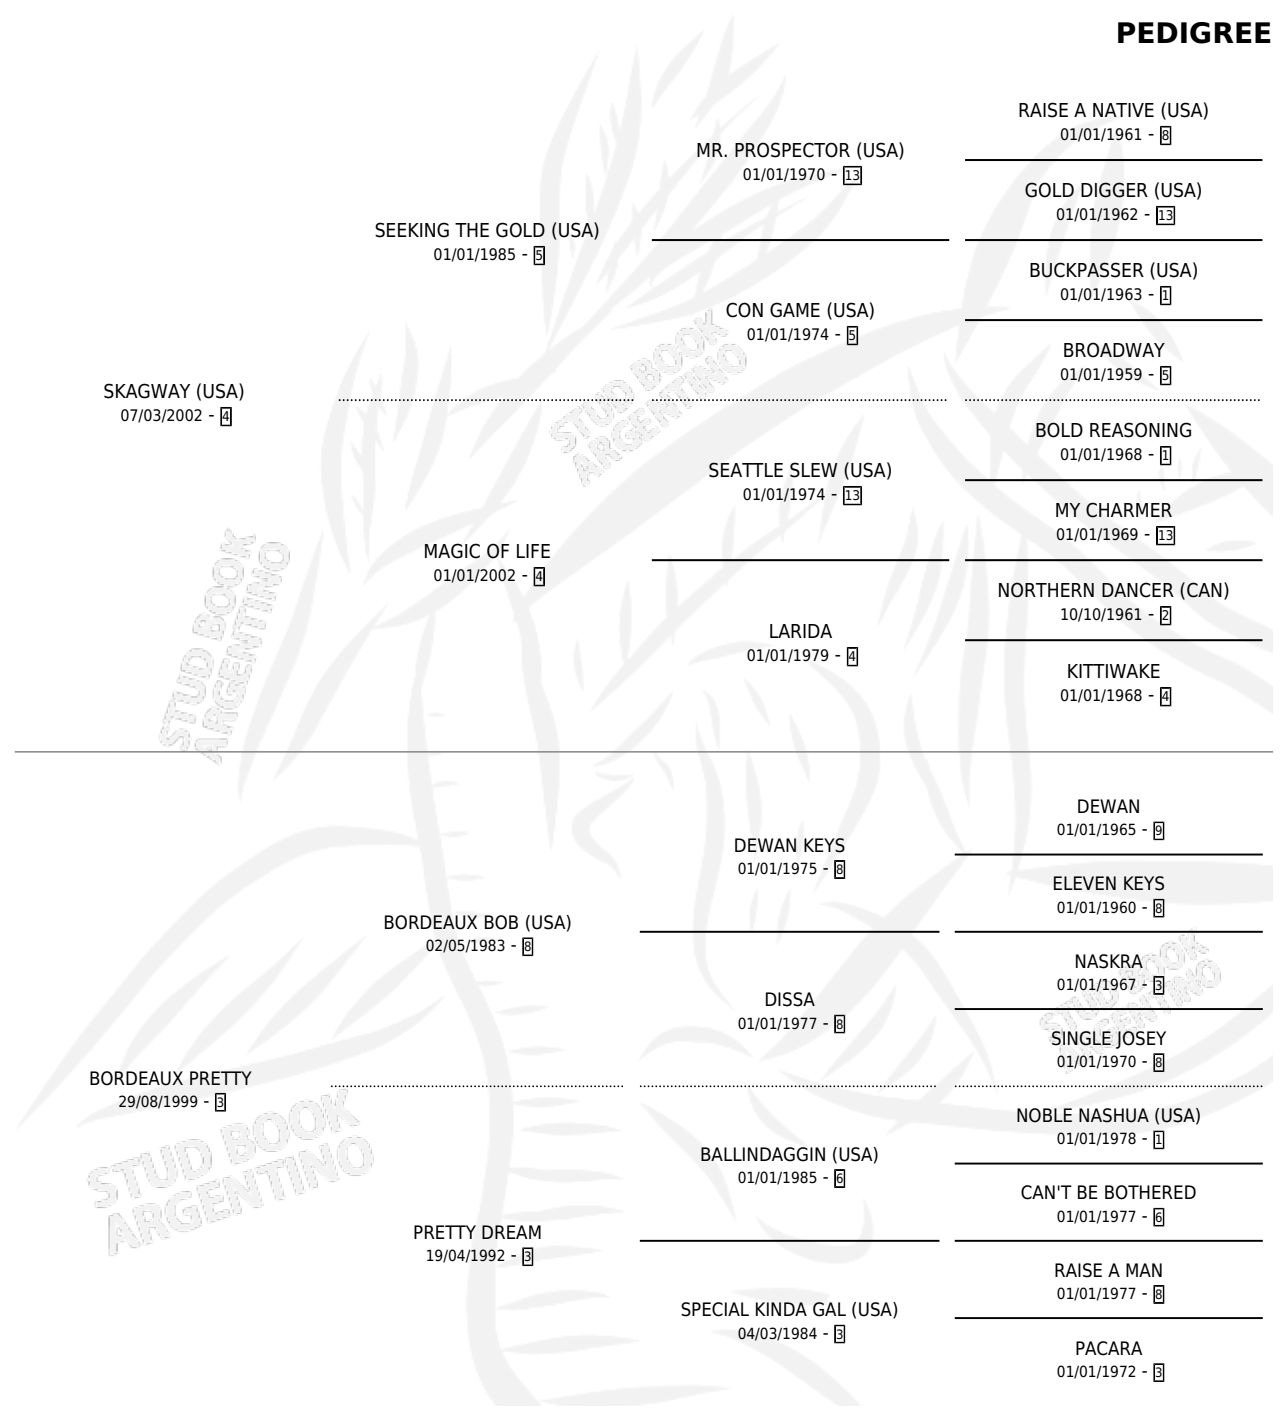 PEDIGREE
RAISE A NATIVE (USA)
01/01/1961 - 8
MR. PROSPECTOR (USA)
01/01/1970 - 13
GOLD DIGGER (USA)
01/01/1962 - 13
SEEKING THE GOLD (USA)
01/01/1985 - 5
BUCKPASSER (USA)
01/01/1963 - 1
CON GAME (USA)
01/01/1974 - 5
BROADWAY
01/01/1959 - 5
SKAGWAY (USA)
07/03/2002 - 4
STUD BOOK
ARGENTINO
BOLD REASONING
01/01/1968 - 1
SEATTLE SLEW (USA)
01/01/1974 - 13
MY CHARMER
01/01/1969 - 13
MAGIC OF LIFE
01/01/2002 - 4
NORTHERN DANCER (CAN)
10/10/1961 - 2
LARIDA
01/01/1979 - 4
KITTIWAKE
01/01/1968 - 4
STUD BOOK
ARGENTINO
DEWAN
01/01/1965 - 9
DEWAN KEYS
01/01/1975 - 8
ELEVEN KEYS
01/01/1960 - 8
BORDEAUX BOB (USA)
02/05/1983 - 8
NASKRA
01/01/1967 - 3
STUD BOOK
ARGENTINO
DISSA
01/01/1977 - 8
SINGLE JOSEY
01/01/1970 - 8
BORDEAUX PRETTY
29/08/1999 - 3
STUD BOOK
ARGENTINO
NOBLE NASHUA (USA)
01/01/1978 - 1
BALLINDAGGIN (USA)
01/01/1985 - 6
CAN'T BE BOTHERED
01/01/1977 - 6
PRETTY DREAM
19/04/1992 - 3
RAISE A MAN
01/01/1977 - 8
SPECIAL KINDA GAL (USA)
04/03/1984 - 3
PACARA
01/01/1972 - 3